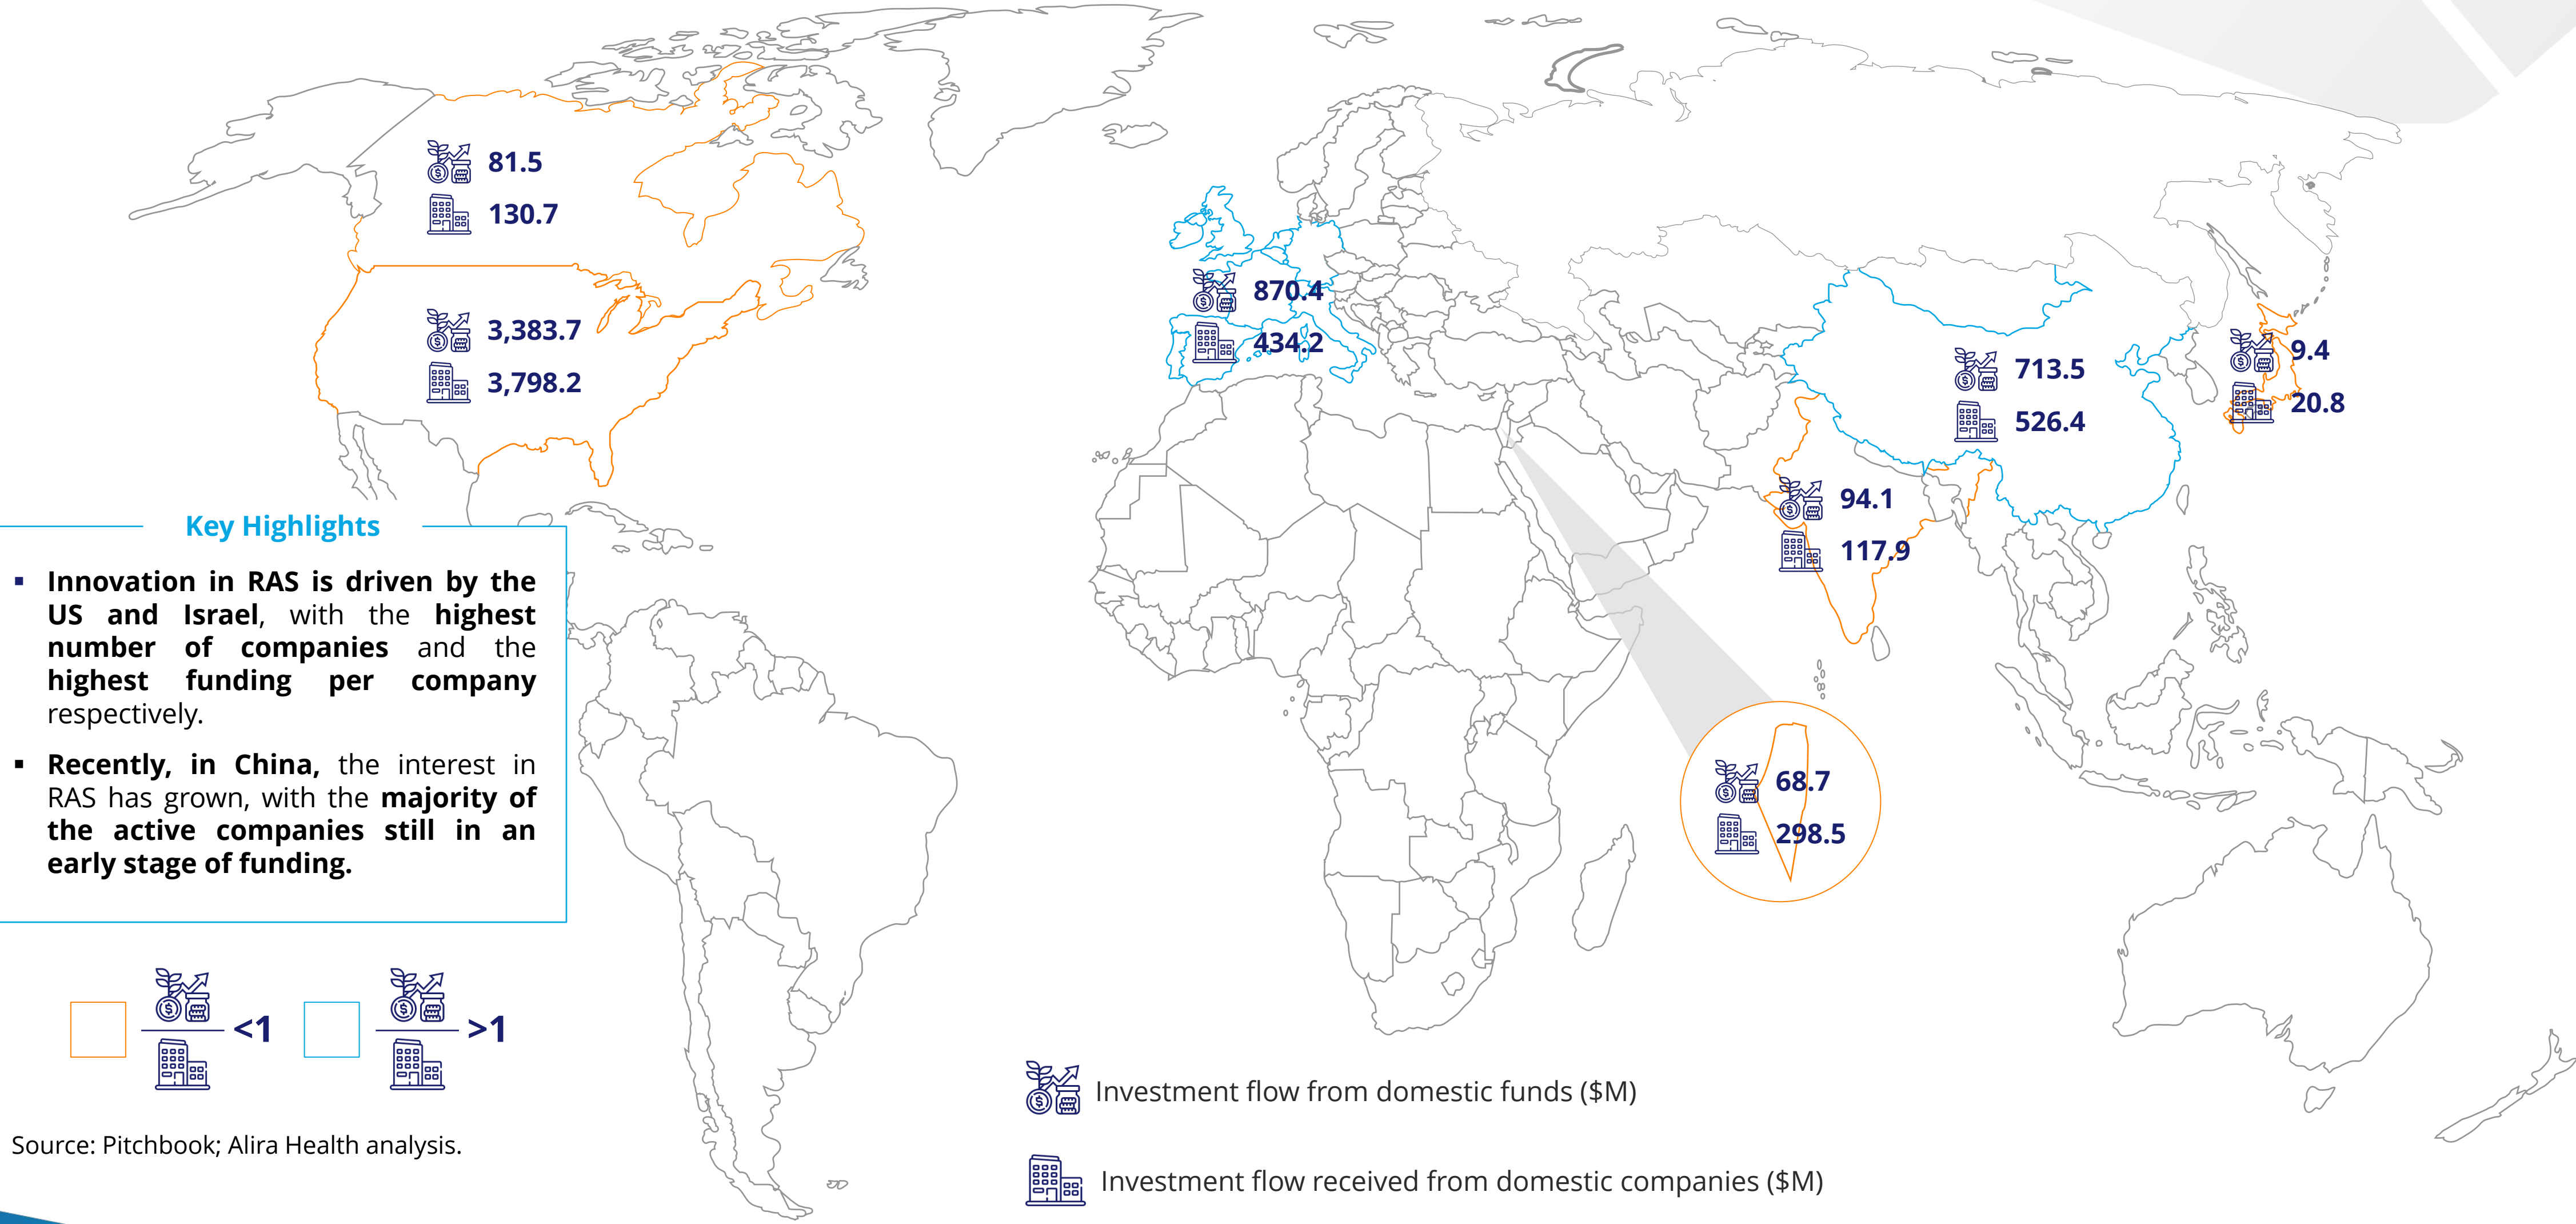 81.5
130.7
3,383.7
3,798.2
870.4
434.2
713.5
526.4
9.4
20.8
94.1
117.9
68.7
298.5
Key Highlights
▪ Innovation in RAS is driven by the
US and Israel, with the highest
number of companies and the
highest funding per company
respectively.
▪ Recently, in China, the interest in
RAS has grown, with the majority of
the active companies still in an
early stage of funding.
<1
>1
Investment flow from domestic funds ($M)
Investment flow received from domestic companies ($M)
Source: Pitchbook; Alira Health analysis.